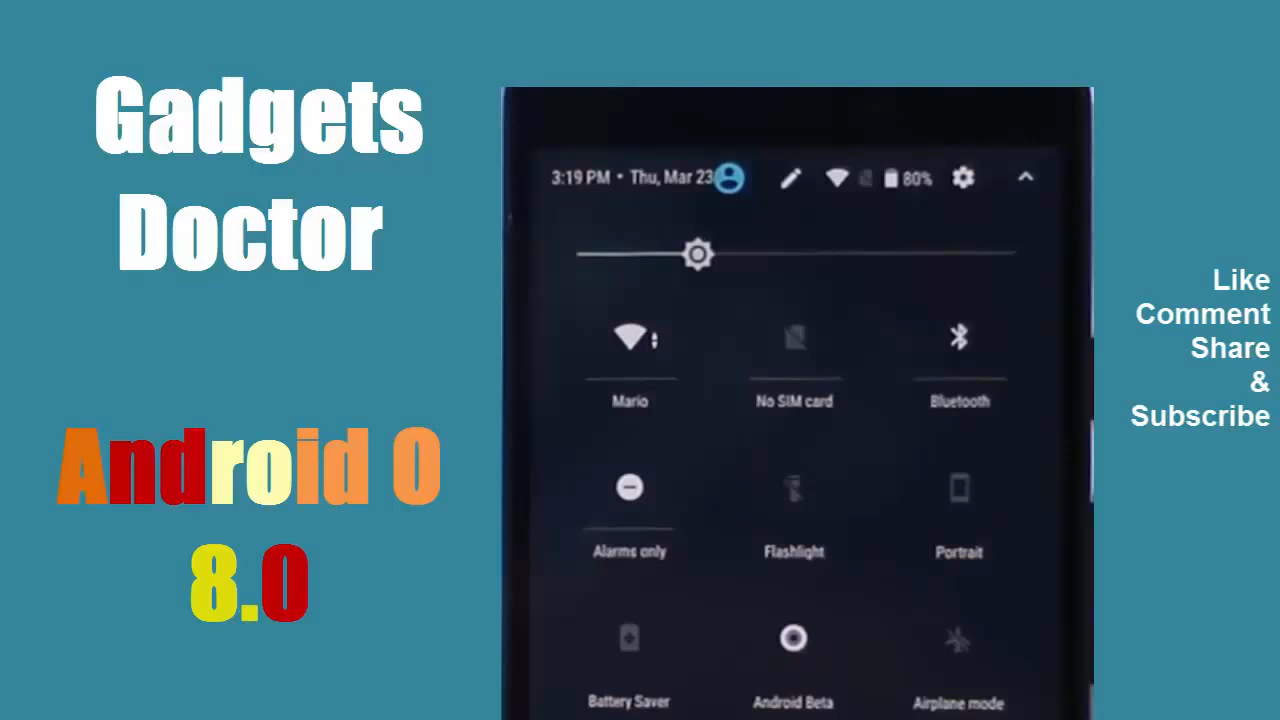 Gadgets
Doctor
Android O
8.0
3:19 PM • Thu, Mar 23
80%
Mario
No SIM card
Bluetooth
Alarms only
Flashlight
Portrait
Battery Saver
Android Beta
Airplane mode
Like
Comment
Share
&
Subscribe